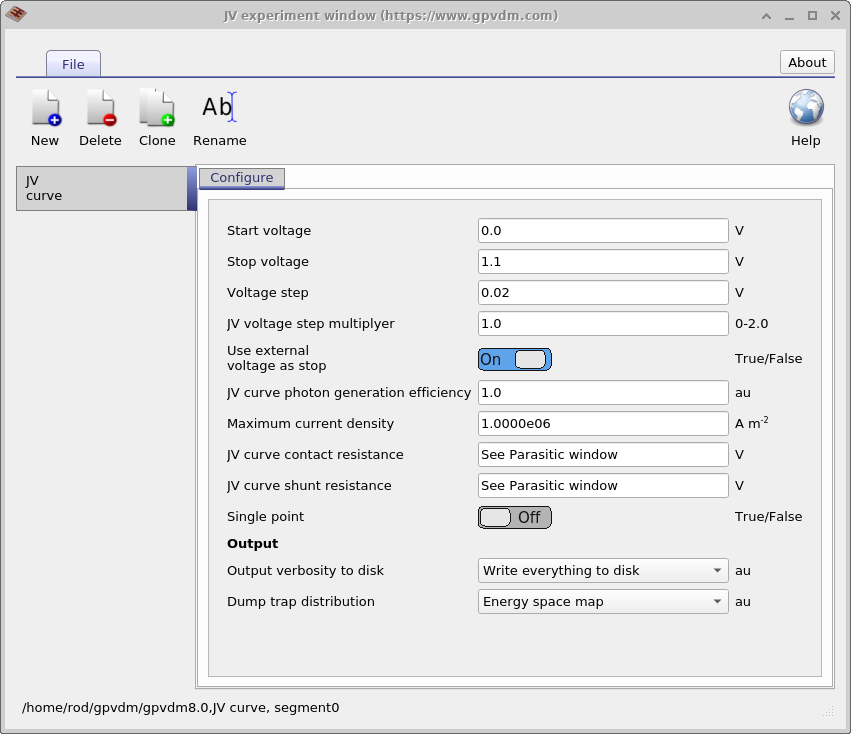 JV experiment window (https://www.gpvdm.com)
File
About
Ab
New
Delete
Clone
Rename
Help
JV
curve
Configure
Start voltage 0.0 V
Stop voltage 1.1 V
Voltage step 0.02 V
JV voltage step multiplyer 1.0 0-2.0
Use external
voltage as stop
On
True/False
JV curve photon generation efficiency 1.0 au
Maximum current density 1.0000e06 A m⁻²
JV curve contact resistance See Parasitic window V
JV curve shunt resistance See Parasitic window V
Single point Off True/False
Output
Output verbosity to disk Write everything to disk au
Dump trap distribution Energy space map au
/home/rod/gpvdm/gpvdm8.0,JV curve, segment0